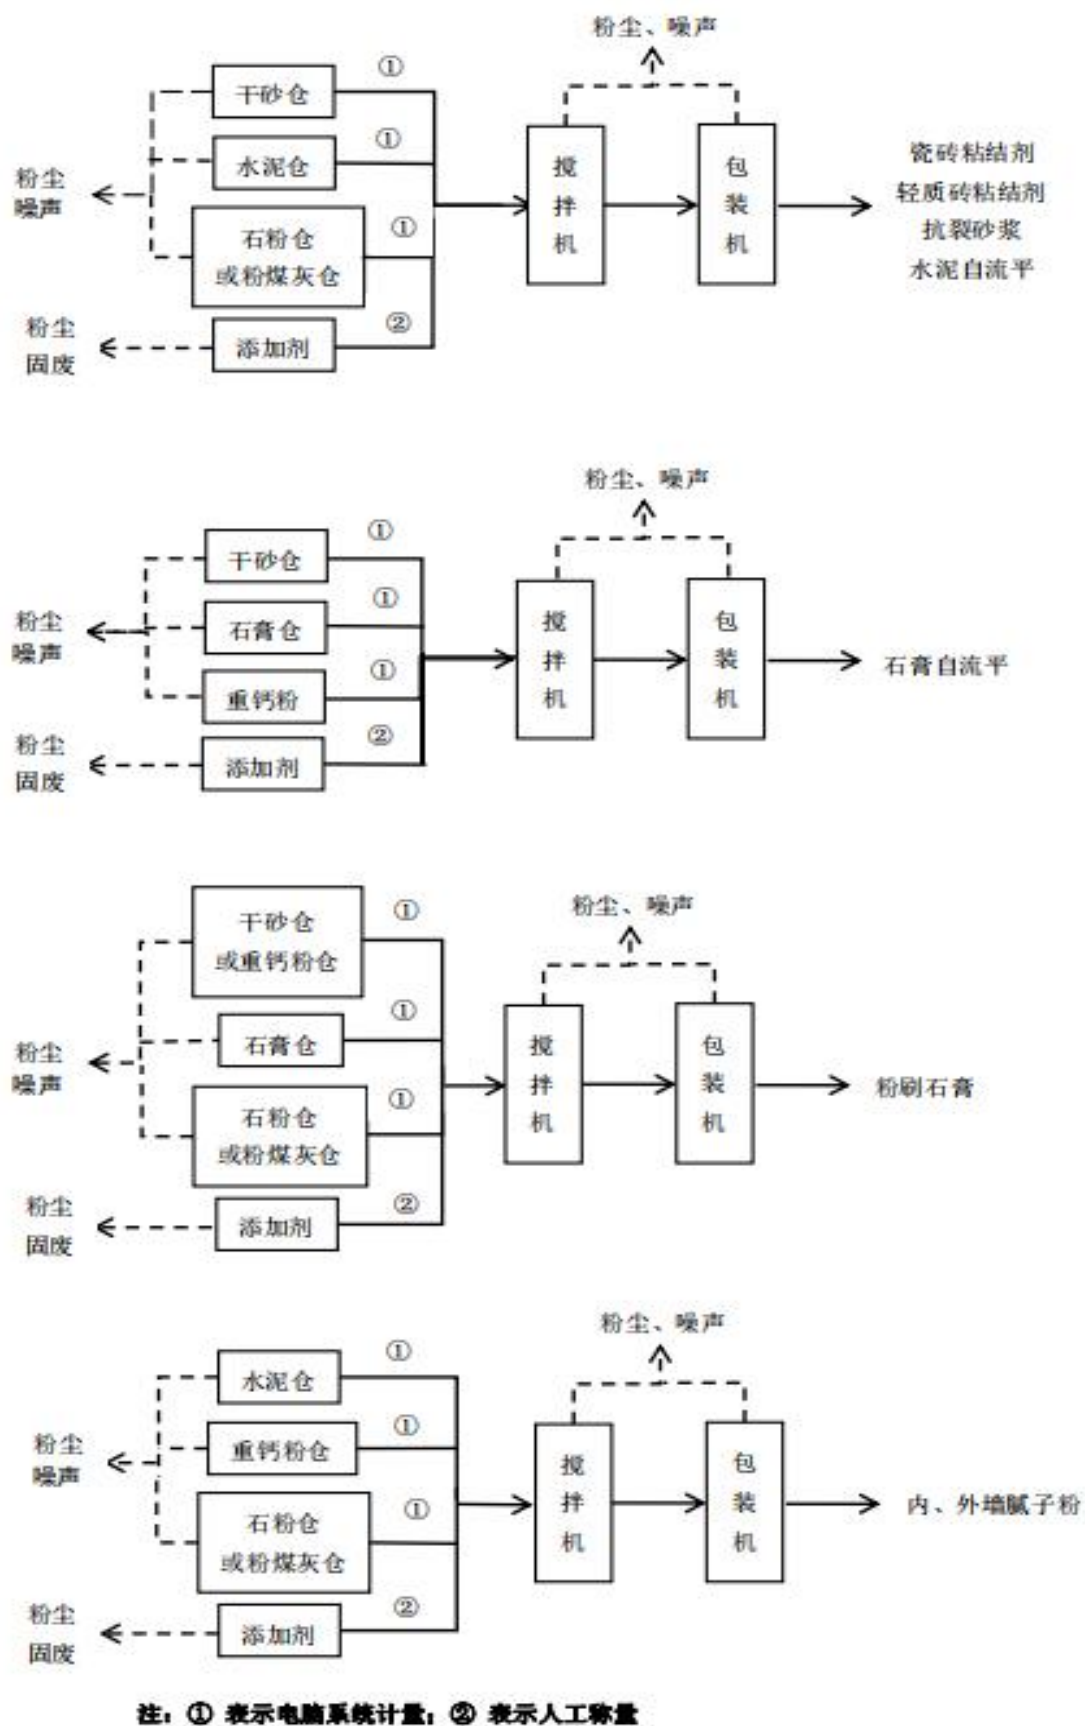 粉尘、噪声
①
干砂仓
①
水泥仓
粉尘
噪声
①
石粉仓
或粉煤灰仓
②
添加剂
粉尘
固废
搅拌机
包装机
瓷砖粘结剂
轻质砖粘结剂
抗裂砂浆
水泥自流平
粉尘、噪声
①
干砂仓
①
石膏仓
粉尘
噪声
①
重钙粉
②
添加剂
粉尘
固废
搅拌机
包装机
石膏自流平
粉尘、噪声
①
干砂仓
或重钙粉仓
①
石膏仓
粉尘
噪声
①
石粉仓
或粉煤灰仓
②
添加剂
粉尘
固废
搅拌机
包装机
粉刷石膏
粉尘、噪声
①
水泥仓
①
重钙粉仓
粉尘
噪声
①
石粉仓
或粉煤灰仓
②
添加剂
粉尘
固废
搅拌机
包装机
内、外墙腻子粉
注：① 表示电脑系统计量；② 表示人工称量